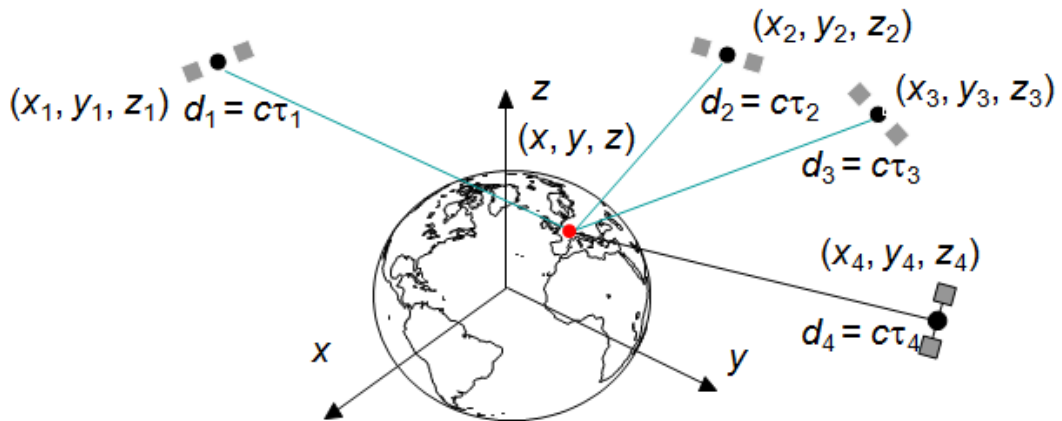 (x₁, y₁, z₁)
d₁ = cτ₁
z
(x, y, z)
(x₂, y₂, z₂)
d₂ = cτ₂
(x₃, y₃, z₃)
d₃ = cτ₃
(x₄, y₄, z₄)
d₄ = cτ₄
x
y